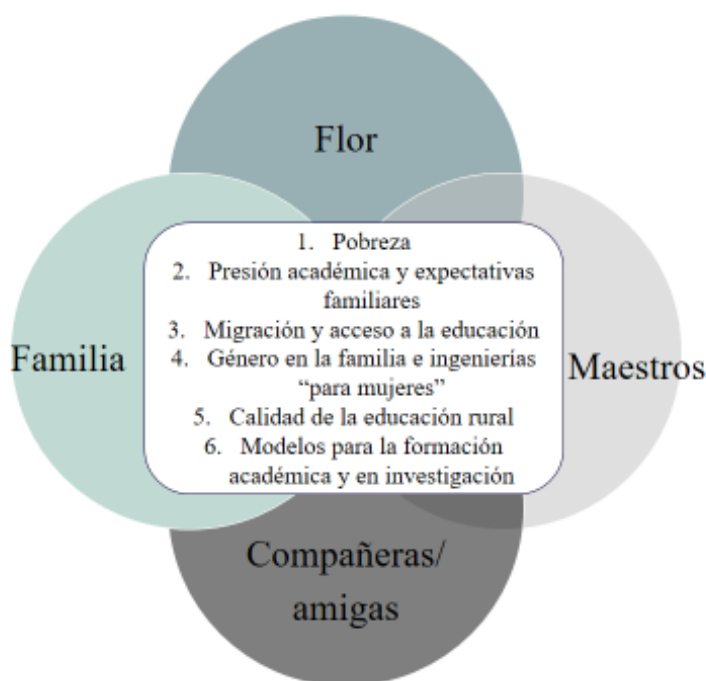 Flor
Familia
1. Pobreza
2. Presión académica y expectativas
familiares
3. Migración y acceso a la educación
4. Género en la familia e ingenierías
“para mujeres”
5. Calidad de la educación rural
6. Modelos para la formación
académica y en investigación
Maestros
Compañeras/
amigas